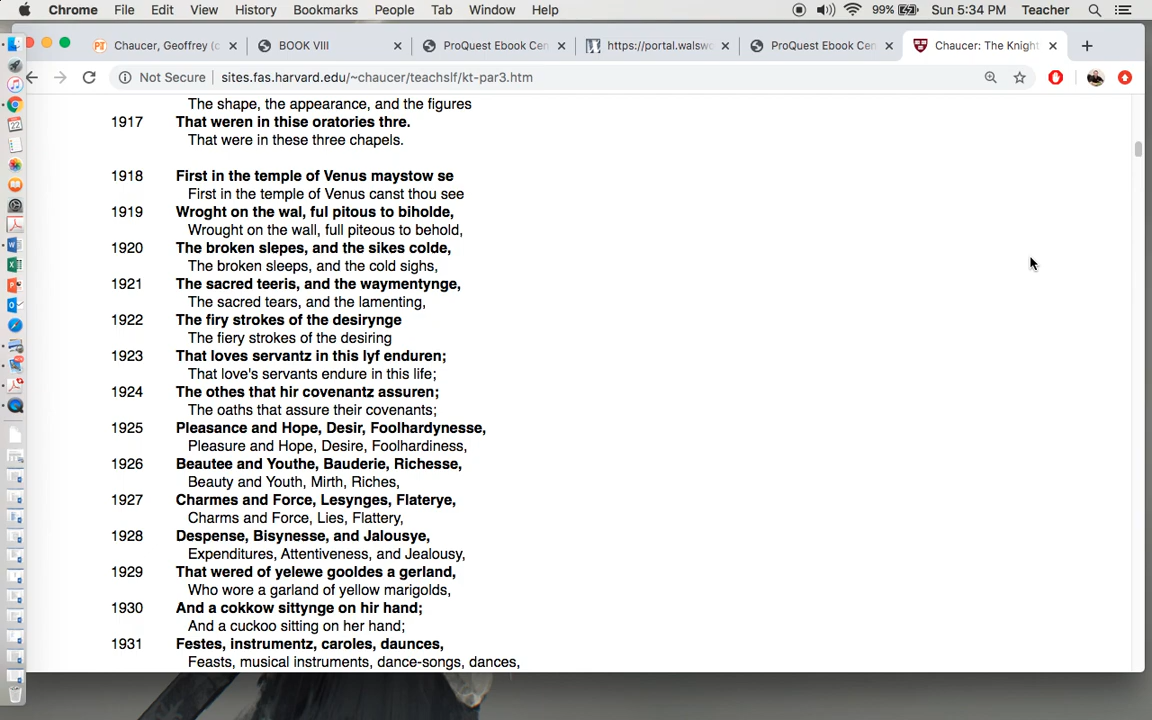 Chrome File Edit View History Bookmarks People Tab Window Help 99% Sun 5:34 PM Teacher
Chaucer, Geoffrey (c BOOK VIII ProQuest Ebook Cen https://portal.walswo ProQuest Ebook Cen Chaucer: The Knight
Not Secure sites.fas.harvard.edu/~chaucer/teachslf/kt-par3.htm
The shape, the appearance, and the figures
1917 That weren in thise oratories thre.
That were in these three chapels.
1918 First in the temple of Venus maystow se
First in the temple of Venus canst thou see
1919 Wroght on the wal, ful pitous to biholde,
Wrought on the wall, full piteous to behold,
1920 The broken slepes, and the sikes colde,
The broken sleeps, and the cold sighs,
1921 The sacred teeris, and the waymentynge,
The sacred tears, and the lamenting,
1922 The firy strokes of the desirynge
The fiery strokes of the desiring
1923 That loves servantz in this lyf enduren;
That love's servants endure in this life;
1924 The othes that hir covenantz assuren;
The oaths that assure their covenants;
1925 Pleasance and Hope, Desir, Foolhardynesse,
Pleasure and Hope, Desire, Foolhardiness,
1926 Beautee and Youthe, Bauderie, Richesse,
Beauty and Youth, Mirth, Riches,
1927 Charmes and Force, Lesynges, Flaterye,
Charms and Force, Lies, Flattery,
1928 Despense, Bisynesse, and Jalousye,
Expenditures, Attentiveness, and Jealousy,
1929 That wered of yelewe gooldes a gerland,
Who wore a garland of yellow marigolds,
1930 And a cokkow sittynge on hir hand;
And a cuckoo sitting on her hand;
1931 Festes, instrumentz, caroles, daunces,
Feasts, musical instruments, dance-songs, dances,